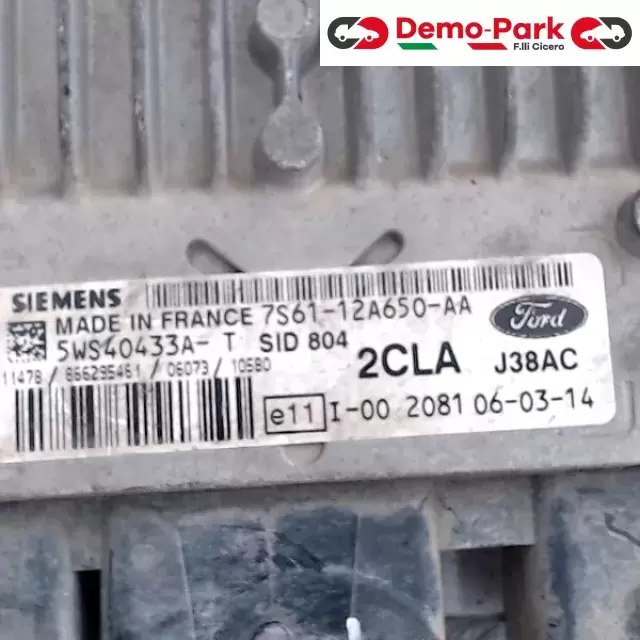 Demo-Park
F.lli Cicero
SIEMENS
MADE IN FRANCE 7S61-12A650-AA
5WS40433A- T SID 804
Ford
2CLA J38AC
11478 / 866295461 / 06073 / 10580
e11 I-00 2081 06-03-14